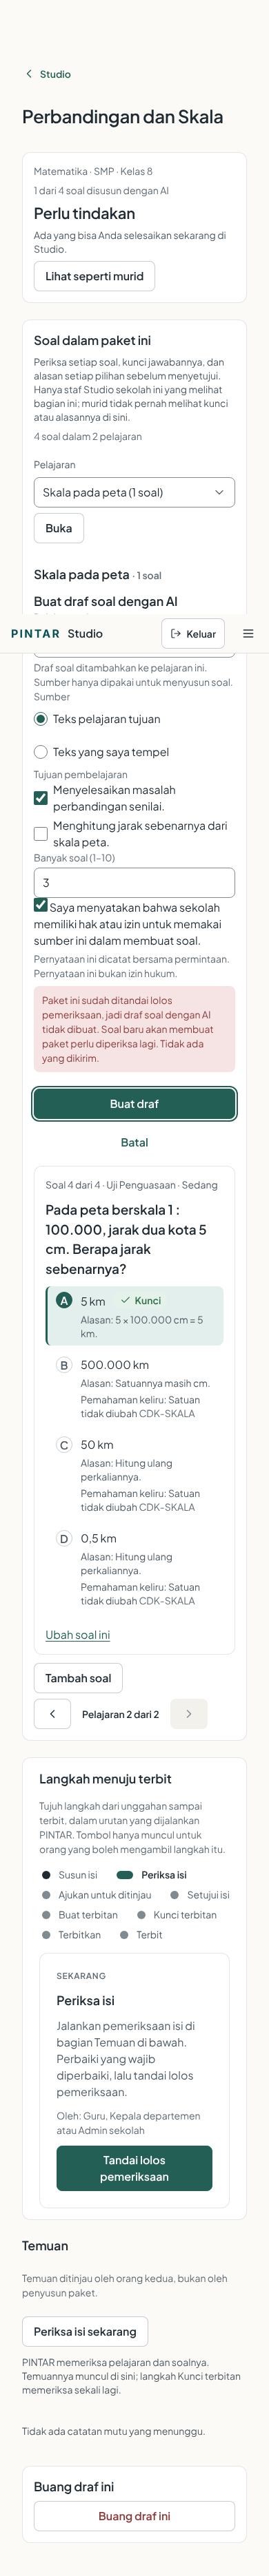 Studio
Perbandingan dan Skala
Matematika · SMP · Kelas 8
1 dari 4 soal disusun dengan AI
Perlu tindakan
Ada yang bisa Anda selesaikan sekarang di
Studio.
Lihat seperti murid
Soal dalam paket ini
Periksa setiap soal, kunci jawabannya, dan
alasan setiap pilihan sebelum menyetujui.
Hanya staf Studio sekolah ini yang melihat
bagian ini; murid tidak pernah melihat kunci
atau alasannya di sini.
4 soal dalam 2 pelajaran
Pelajaran
Skala pada peta (1 soal)
Buka
Skala pada peta · 1 soal
Buat draf soal dengan AI
PINTAR Studio
Keluar
Draf soal ditambahkan ke pelajaran ini.
Sumber hanya dipakai untuk menyusun soal.
Sumber
Teks pelajaran tujuan
Teks yang saya tempel
Tujuan pembelajaran
Menyelesaikan masalah
perbandingan senilai.
Menghitung jarak sebenarnya dari
skala peta.
Banyak soal (1–10)
3
Saya menyatakan bahwa sekolah
memiliki hak atau izin untuk memakai
sumber ini dalam membuat soal.
Pernyataan ini dicatat bersama permintaan.
Pernyataan ini bukan izin hukum.
Paket ini sudah ditandai lolos
pemeriksaan, jadi draf soal dengan AI
tidak dibuat. Soal baru akan membuat
paket perlu diperiksa lagi. Tidak ada
yang dikirim.
Buat draf
Batal
Soal 4 dari 4 · Uji Penguasaan · Sedang
Pada peta berskala 1 :
100.000, jarak dua kota 5
cm. Berapa jarak
sebenarnya?
A 5 km Kunci
Alasan: 5 × 100.000 cm = 5
km.
B 500.000 km
Alasan: Satuannya masih cm.
Pemahaman keliru: Satuan
tidak diubah CDK-SKALA
C 50 km
Alasan: Hitung ulang
perkaliannya.
Pemahaman keliru: Satuan
tidak diubah CDK-SKALA
D 0,5 km
Alasan: Hitung ulang
perkaliannya.
Pemahaman keliru: Satuan
tidak diubah CDK-SKALA
Ubah soal ini
Tambah soal
Pelajaran 2 dari 2
Langkah menuju terbit
Tujuh langkah dari unggahan sampai
terbit, dalam urutan yang dijalankan
PINTAR. Tombol hanya muncul untuk
orang yang boleh mengambil langkah itu.
Susun isi Periksa isi
Ajukan untuk ditinjau Setujui isi
Buat terbitan Kunci terbitan
Terbitkan Terbit
SEKARANG
Periksa isi
Jalankan pemeriksaan isi di
bagian Temuan di bawah.
Perbaiki yang wajib
diperbaiki, lalu tandai lolos
pemeriksaan.
Oleh: Guru, Kepala departemen
atau Admin sekolah
Tandai lolos
pemeriksaan
Temuan
Temuan ditinjau oleh orang kedua, bukan oleh
penyusun paket.
Periksa isi sekarang
PINTAR memeriksa pelajaran dan soalnya.
Temuannya muncul di sini; langkah Kunci terbitan
memeriksa sekali lagi.
Tidak ada catatan mutu yang menunggu.
Buang draf ini
Buang draf ini